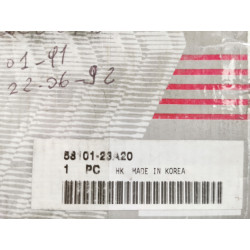 01-91
22-06-92
58101-23A20
1 PC HK MADE IN KOREA